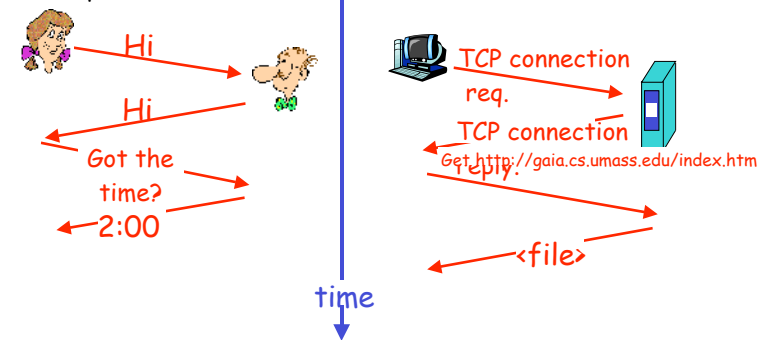 Hi
Hi
Got the
time?
2:00
time
TCP connection
req.
TCP connection
reply.
Get http://gaia.cs.umass.edu/index.htm
<file>